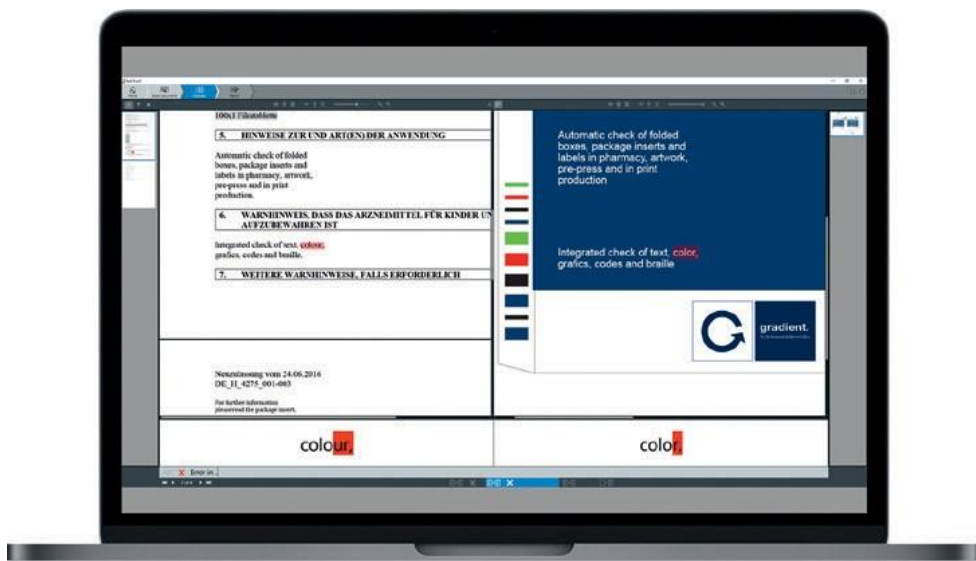 100x1 Filmtablette
5. HINWEISE ZUR UND ART(EN) DER ANWENDUNG
Automatic check of folded
boxes, package inserts and
labels in pharmacy, artwork,
pre-press and in print
production.
6. WARNHINWEIS, DASS DAS ARZNEIMITTEL FÜR KINDER UN
AUFZUBEWAHREN IST
Integrated check of text, colour,
grafics, codes and braille.
7. WEITERE WARNHINWEISE, FALLS ERFORDERLICH
Neuzulassung vom 24.06.2016
DE_H_4275_001-003
For further information
please read the package insert.
colour,
Automatic check of folded
boxes, package inserts and
labels in pharmacy, artwork,
pre-press and in print
production
Integrated check of text, color,
grafics, codes and braille
gradient.
color,
Error in